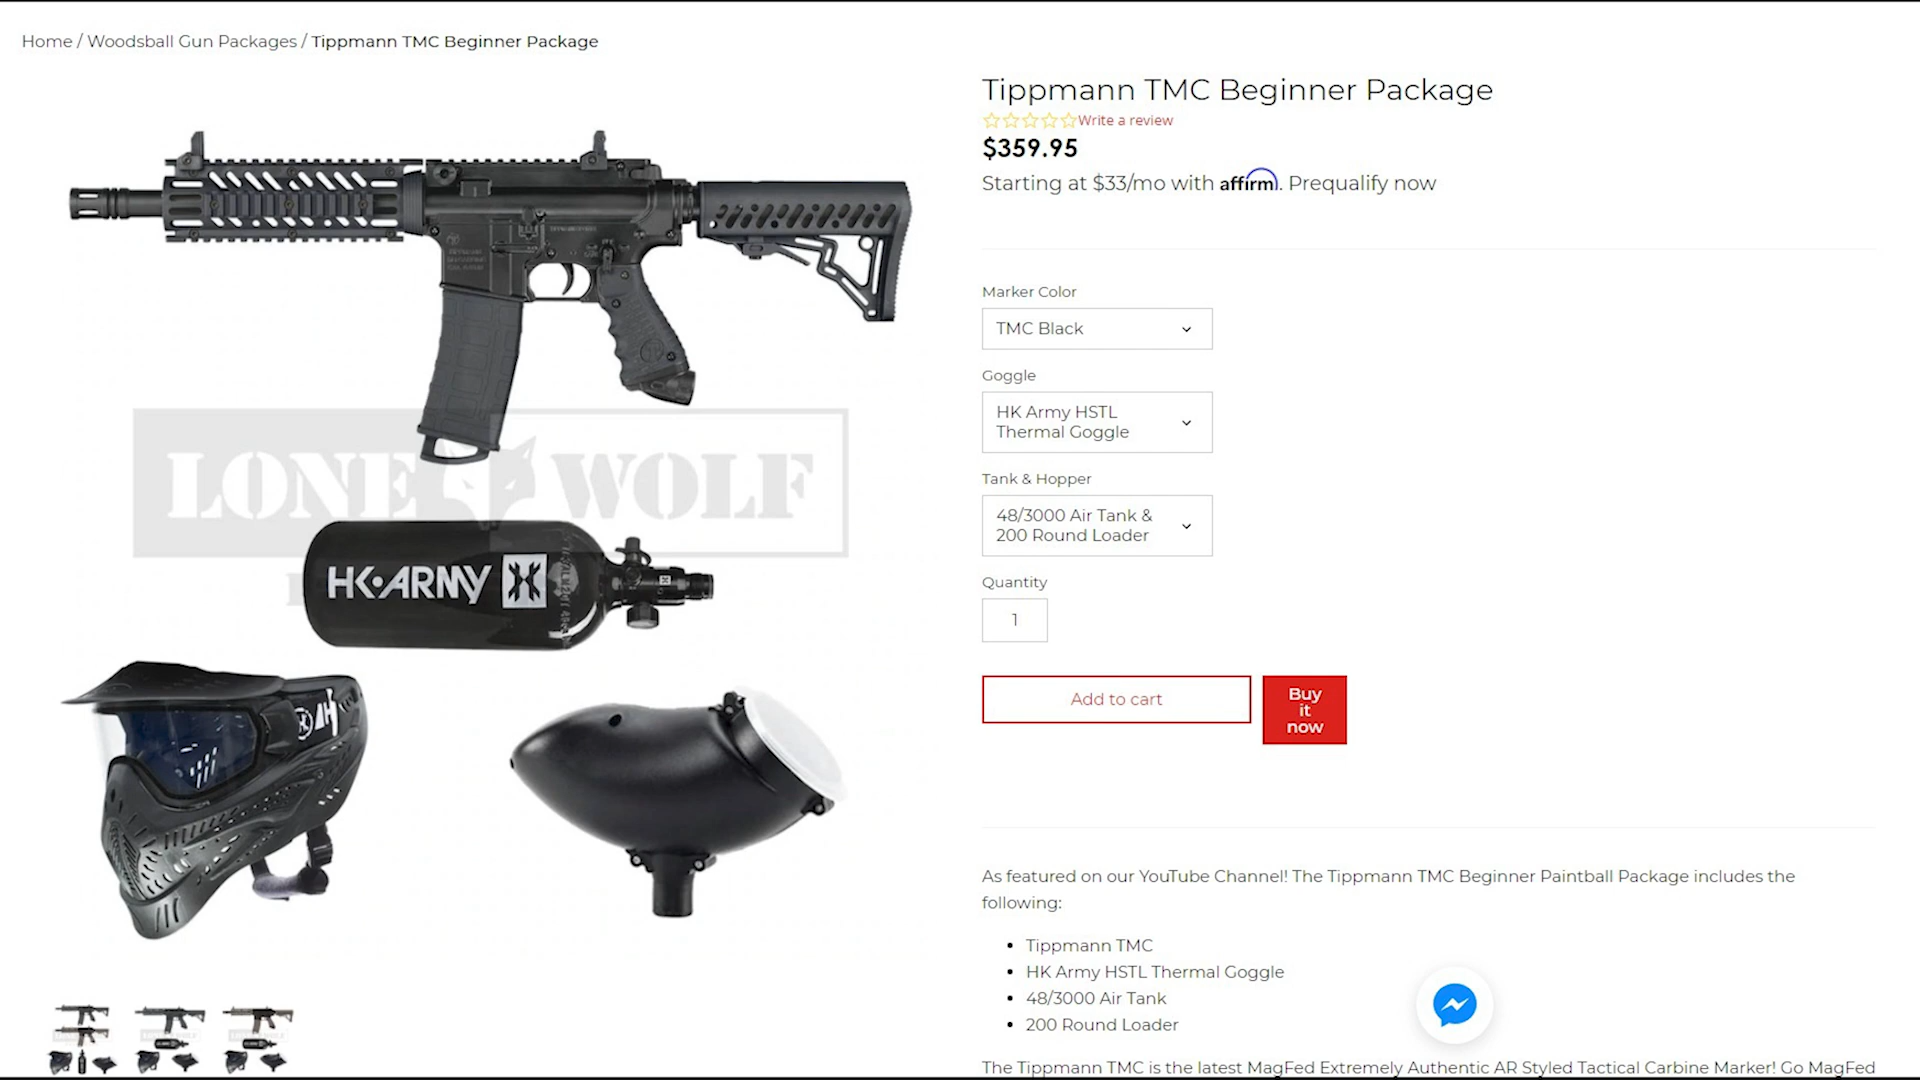 Home / Woodsball Gun Packages / Tippmann TMC Beginner Package
Tippmann TMC Beginner Package
Write a review
$359.95
Starting at $33/mo with affirm. Prequalify now
Marker Color
TMC Black
Goggle
HK Army HSTL
Thermal Goggle
Tank & Hopper
48/3000 Air Tank &
200 Round Loader
Quantity
1
Add to cart
Buy
it
now
LONE WOLF
HK ARMY
As featured on our YouTube Channel! The Tippmann TMC Beginner Paintball Package includes the
following:
• Tippmann TMC
• HK Army HSTL Thermal Goggle
• 48/3000 Air Tank
• 200 Round Loader
The Tippmann TMC is the latest MagFed Extremely Authentic AR Styled Tactical Carbine Marker! Go MagFed